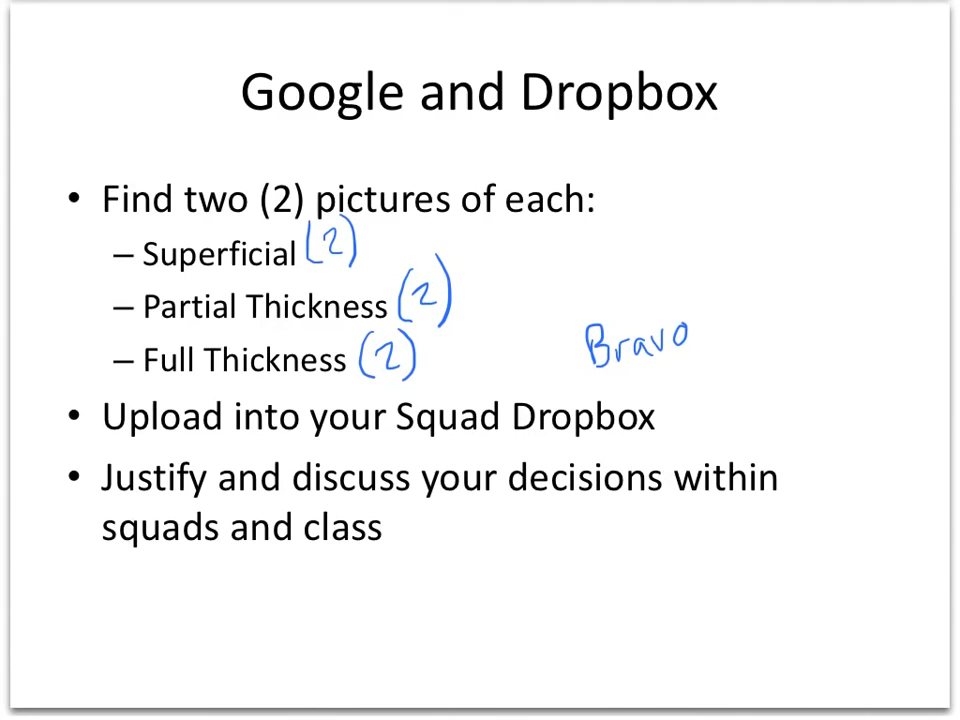 Google and Dropbox
• Find two (2) pictures of each:
– Superficial (2)
– Partial Thickness (2)
– Full Thickness (2)
Bravo
• Upload into your Squad Dropbox
• Justify and discuss your decisions within
squads and class